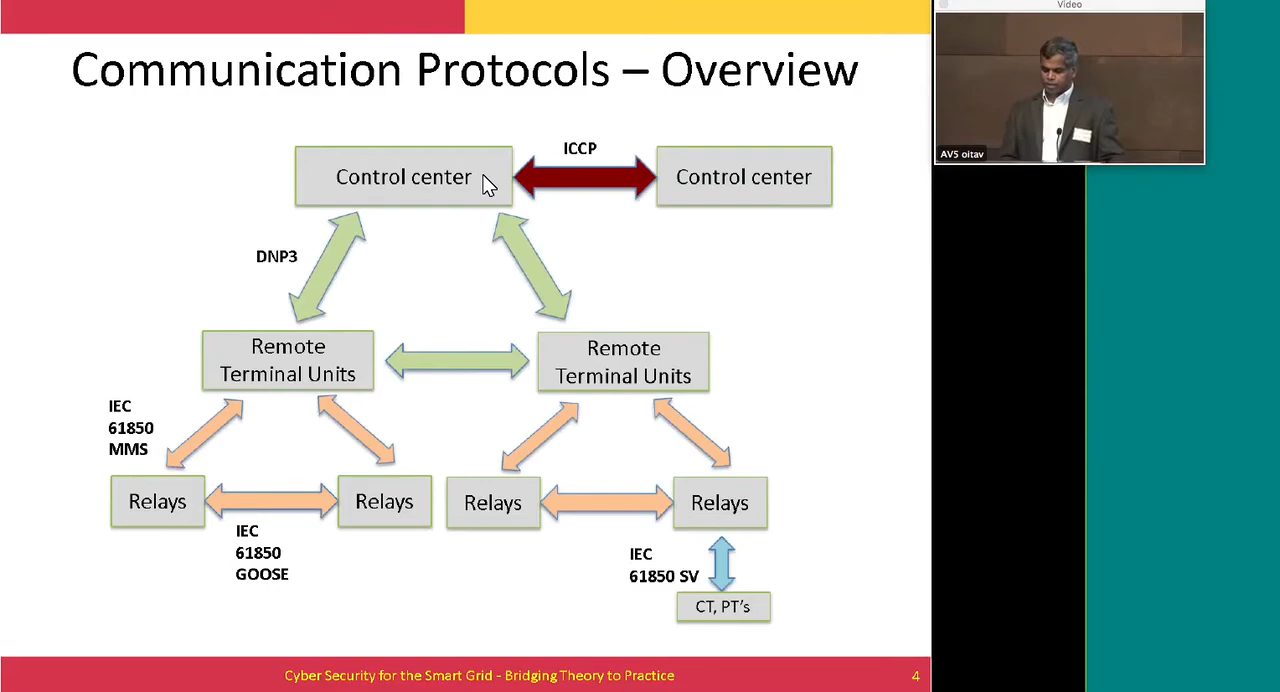 Video
Communication Protocols – Overview
AV5 oitav
ICCP
Control center
Control center
DNP3
Remote
Terminal Units
Remote
Terminal Units
IEC
61850
MMS
Relays
Relays
Relays
Relays
IEC
61850
GOOSE
IEC
61850 SV
CT, PT’s
Cyber Security for the Smart Grid - Bridging Theory to Practice
4